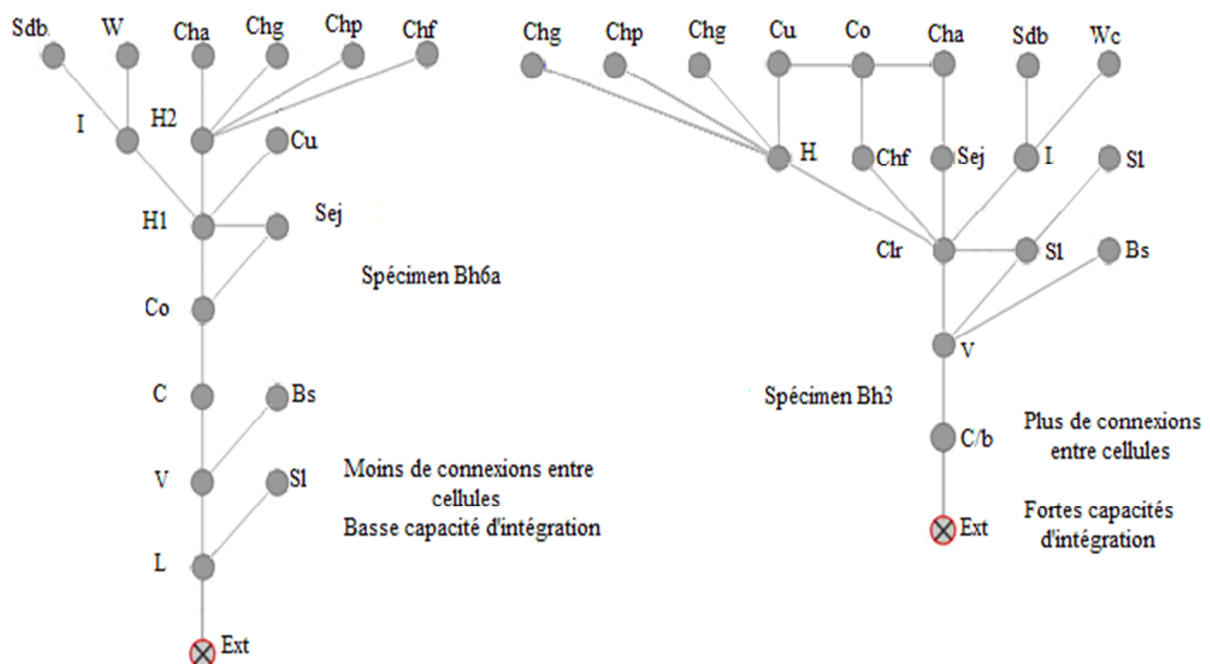 Sdb W Cha Chg Chp Chf
I H2 Cu
H1 Sej
Spécimen Bh6a
Co
C Bs
V Sl
Moins de connexions entre
cellules
Basse capacité d'intégration
L
Ext
Chg Chp Chg Cu Co Cha Sdb Wc
H Chf Sej I Sl
Clr Sl Bs
V
Spécimen Bh3
C/b
Plus de connexions
entre cellules
Ext
Fortes capacités
d'intégration